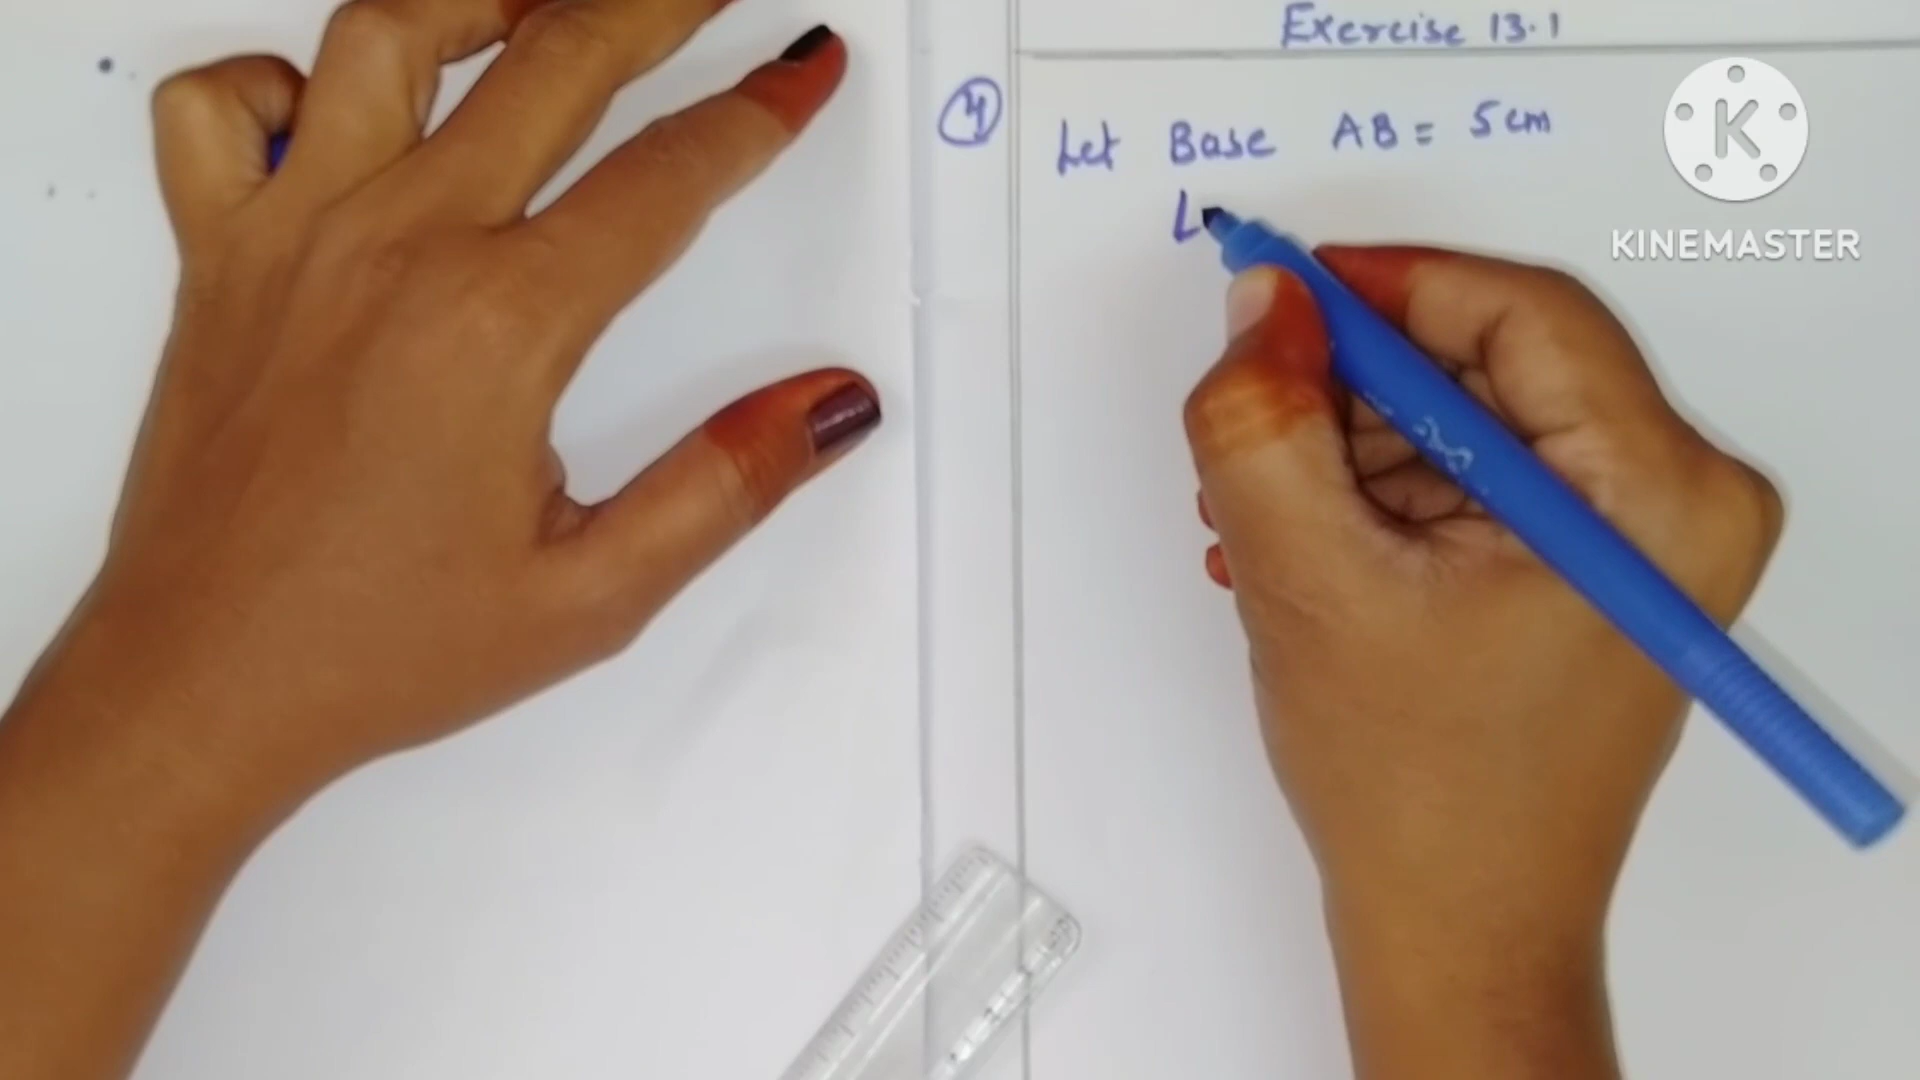 Exercise 13.1
4 Let Base AB = 5 cm
L
K
KINEMASTER